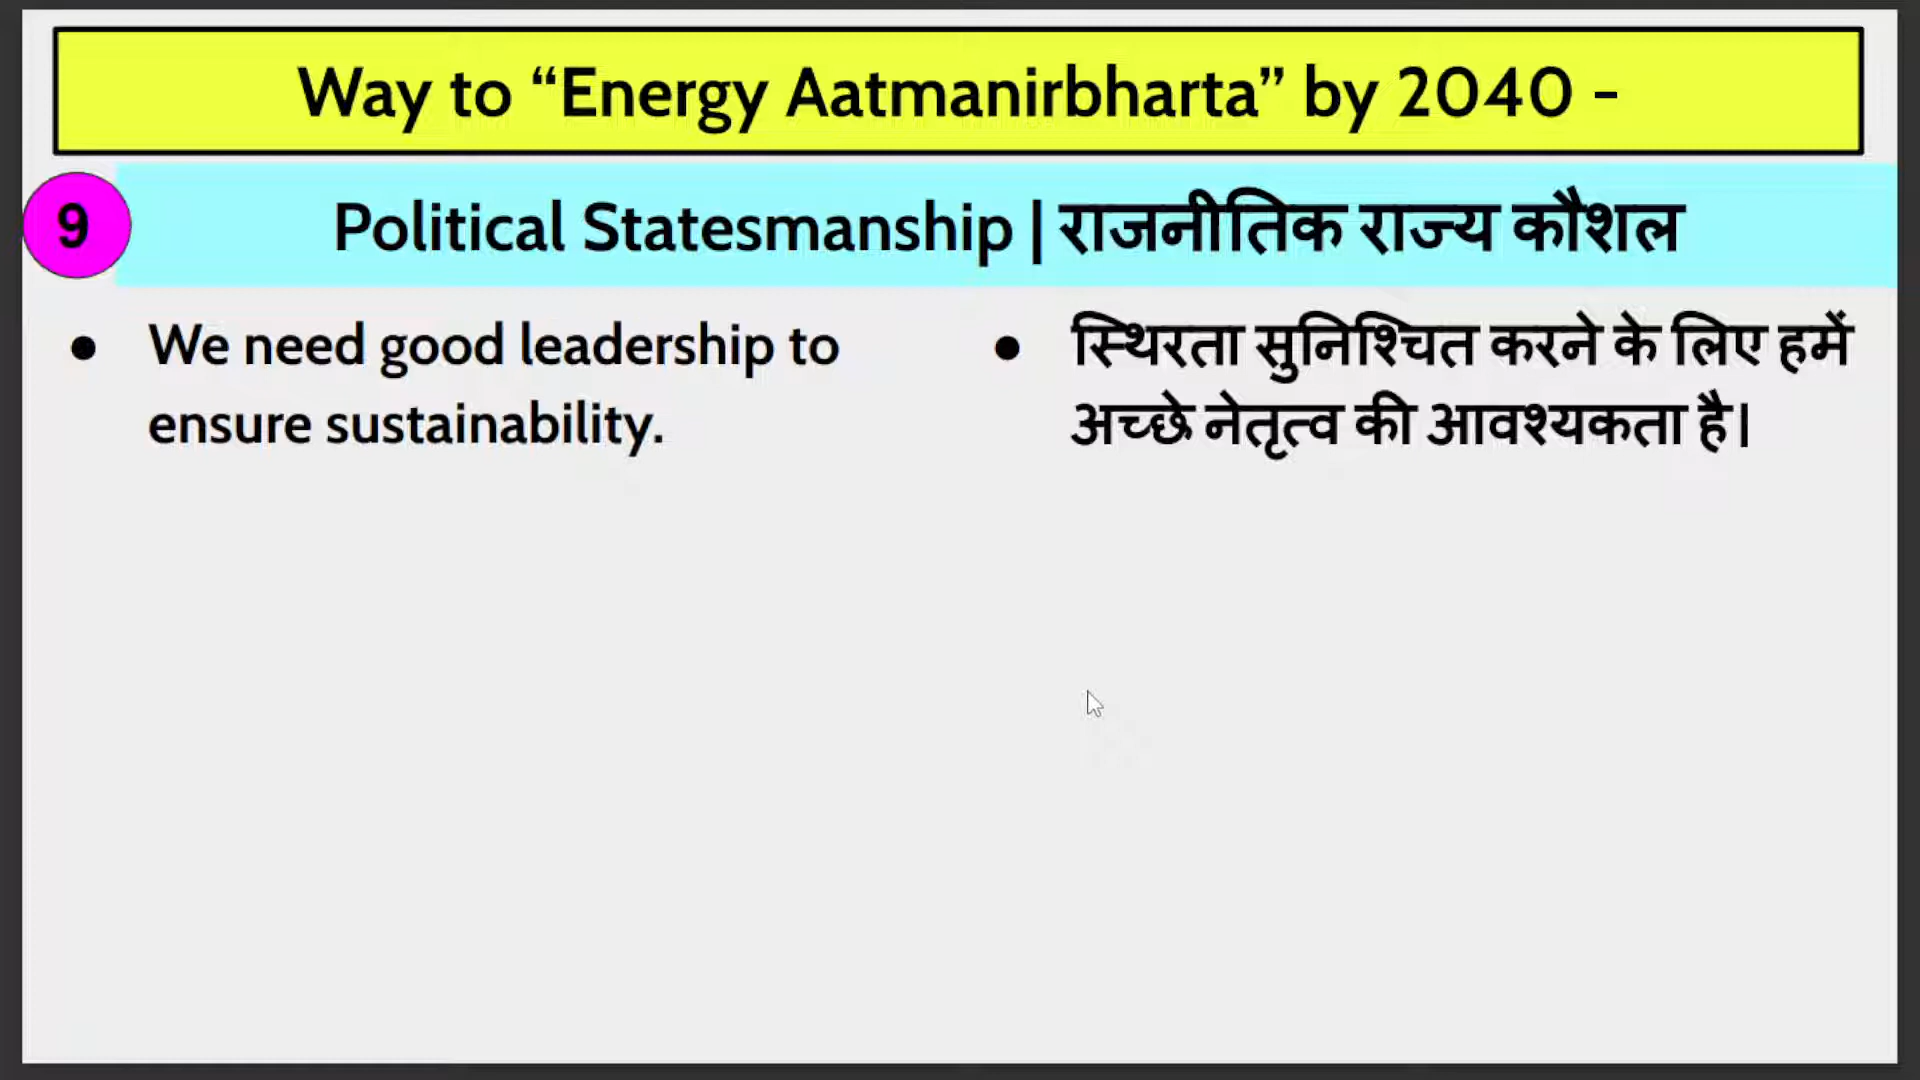 Way to “Energy Aatmanirbharta” by 2040 -
9
Political Statesmanship | राजनीतिक राज्य कौशल
● We need good leadership to
ensure sustainability.
● स्थिरता सुनिश्चित करने के लिए हमें
अच्छे नेतृत्व की आवश्यकता है।